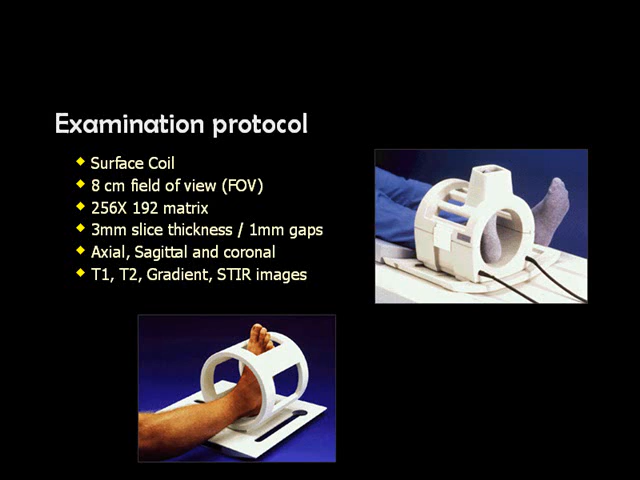 Examination protocol
Surface Coil
8 cm field of view (FOV)
256X 192 matrix
3mm slice thickness / 1mm gaps
Axial, Sagittal and coronal
T1, T2, Gradient, STIR images